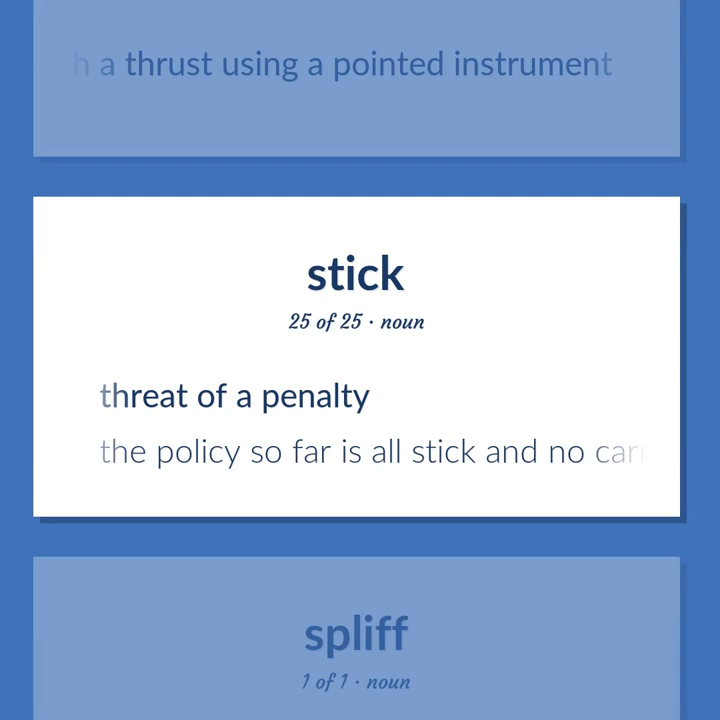 a thrust using a pointed instrument
stick
25 of 25 · noun
threat of a penalty
the policy so far is all stick and no
spliff
1 of 1 · noun